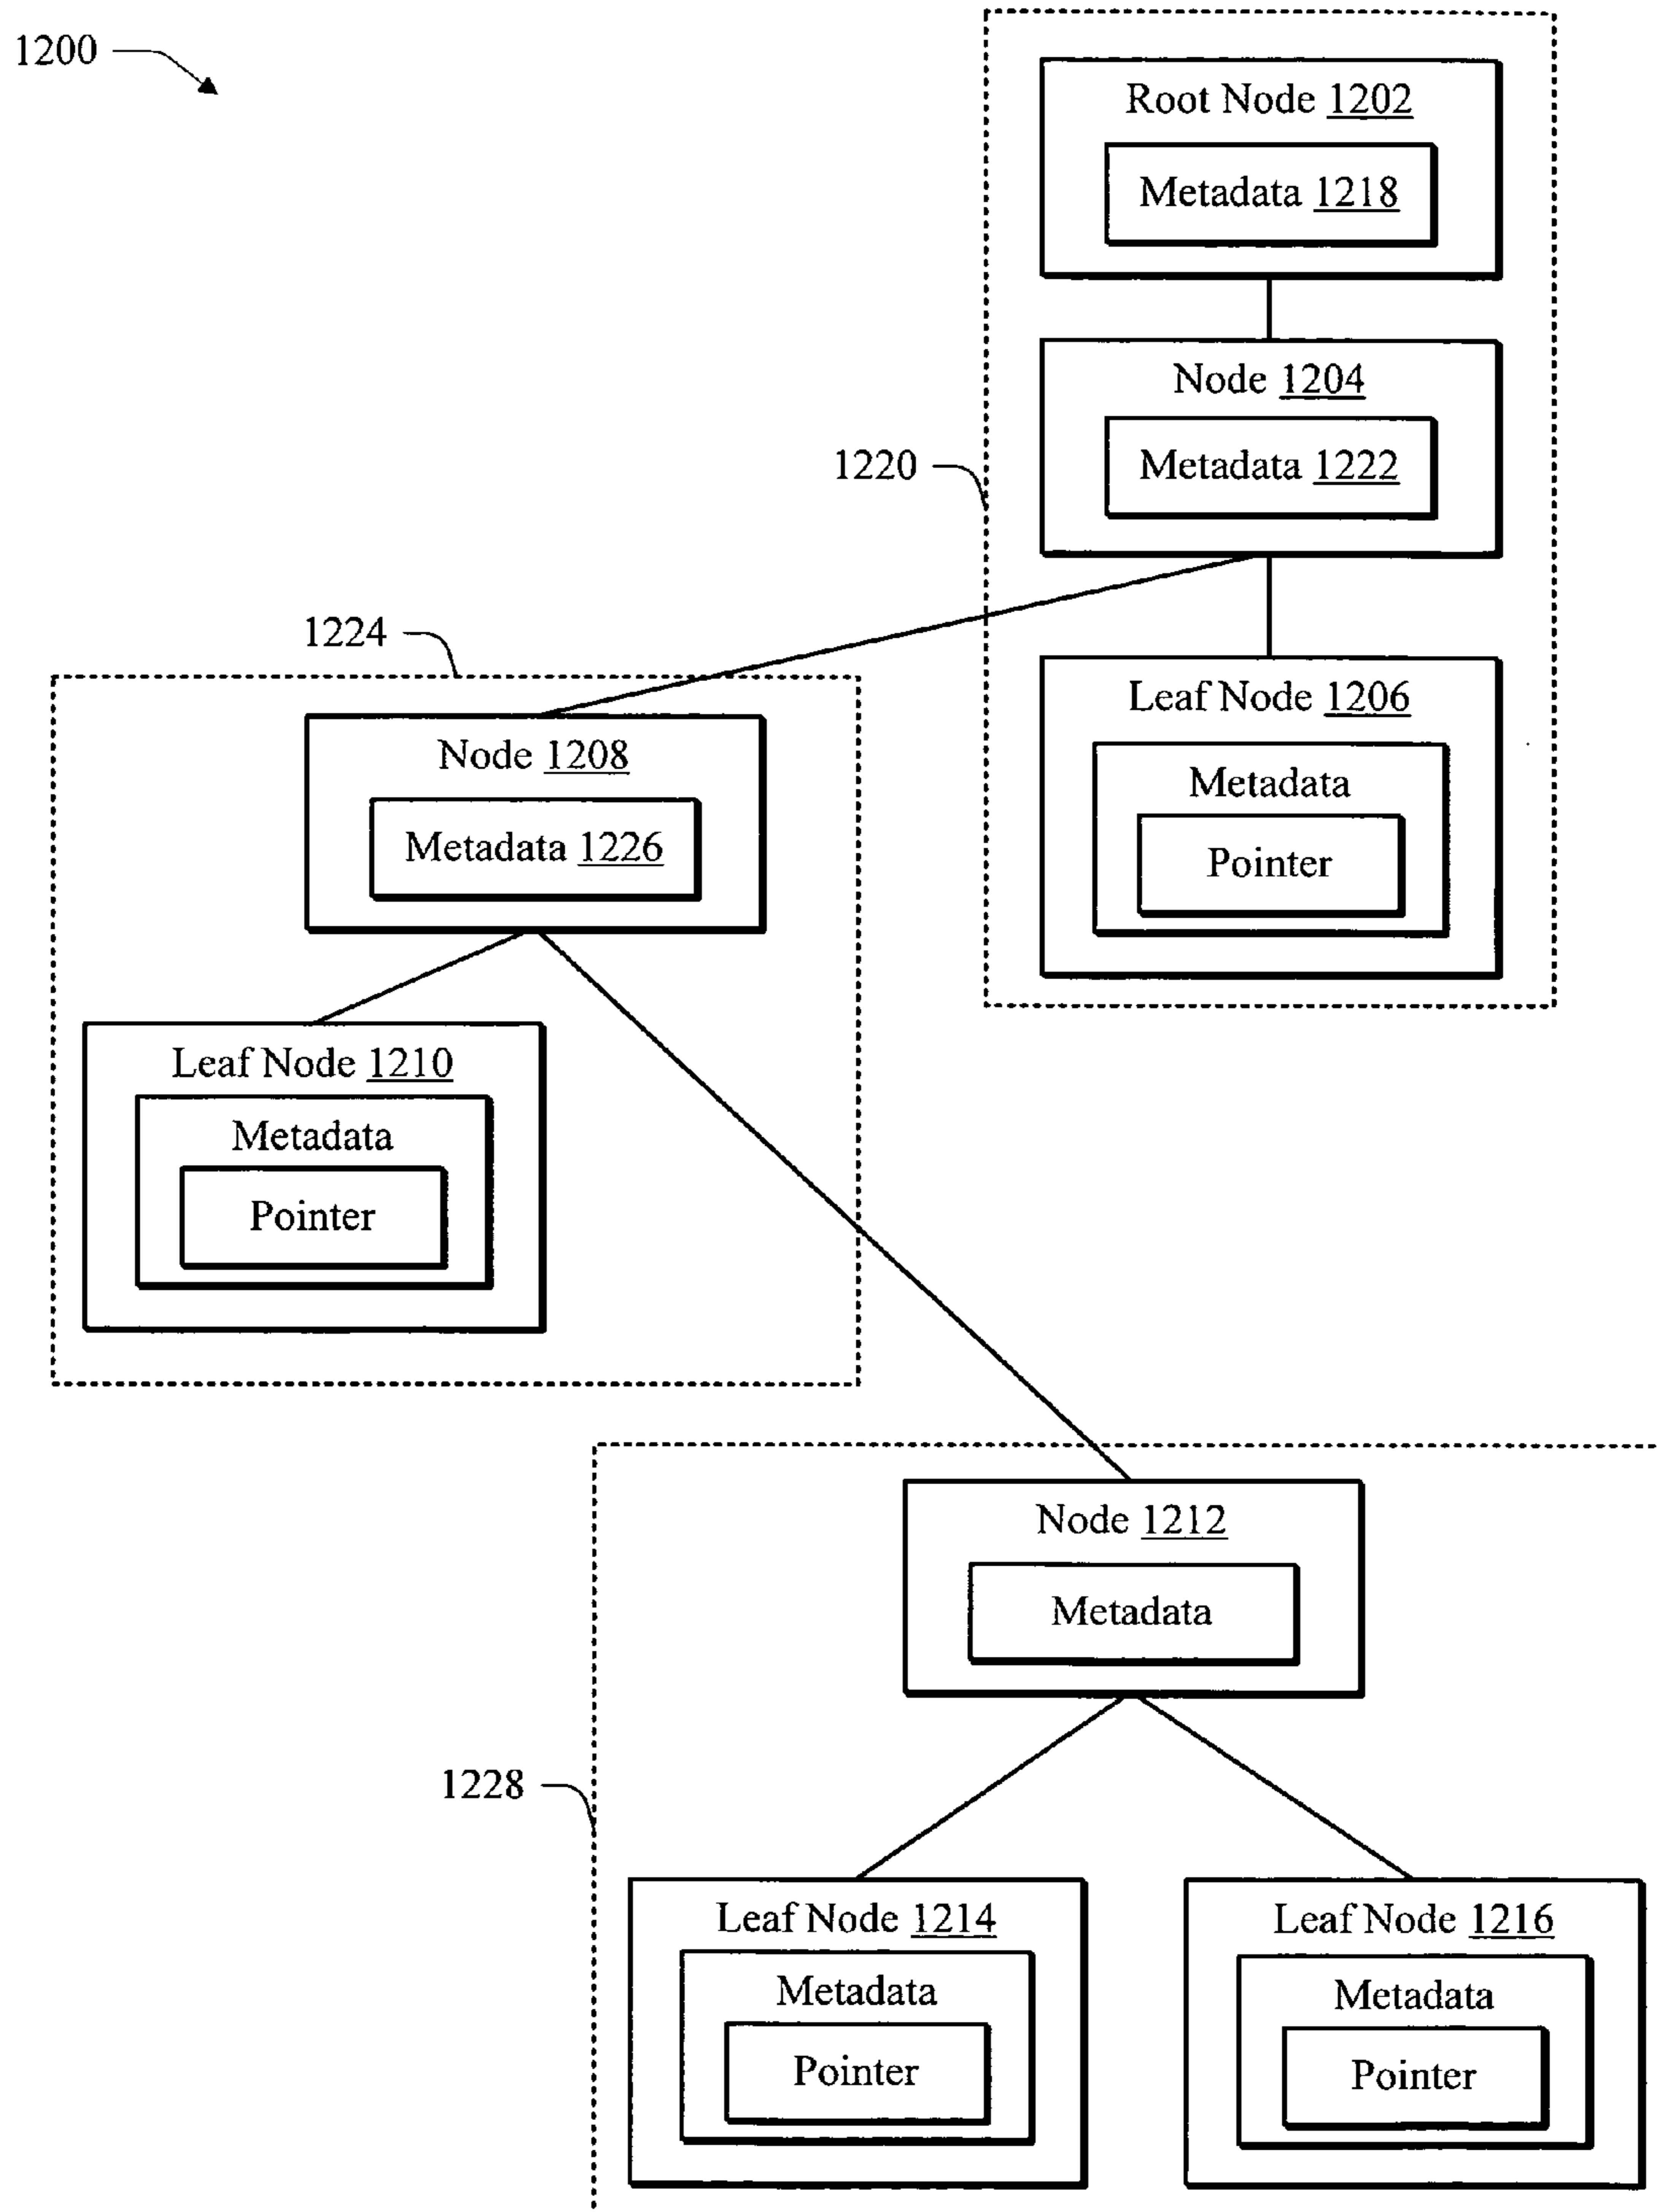 1200
Root Node 1202
Metadata 1218
Node 1204
Metadata 1222
1220
1224
Leaf Node 1206
Metadata
Pointer
Node 1208
Metadata 1226
Leaf Node 1210
Metadata
Pointer
Node 1212
Metadata
1228
Leaf Node 1214
Metadata
Pointer
Leaf Node 1216
Metadata
Pointer